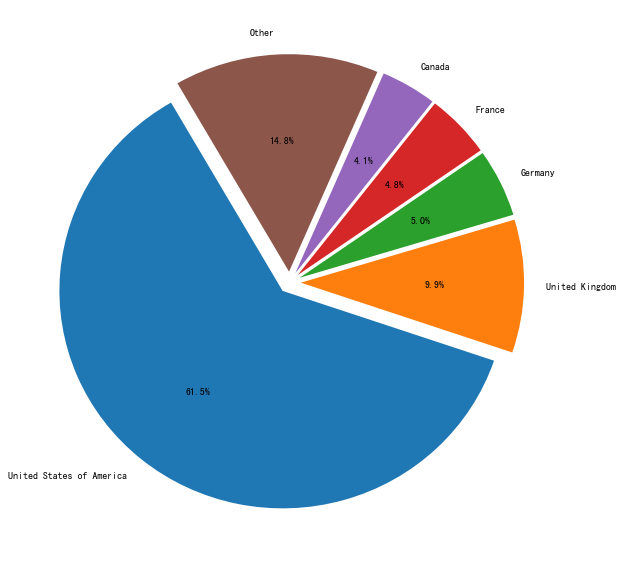 Other
Canada
France
14.8%
4.1%
Germany
4.8%
5.0%
9.9%
United Kingdom
61.5%
United States of America